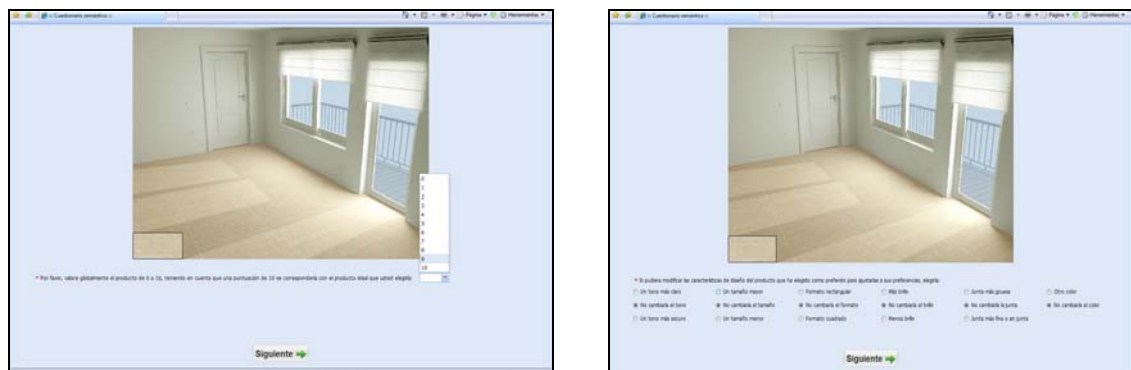 :: Cuestionario semántico ::
Página
Herramientas
* Por favor, valore globalmente el producto de 0 a 10, teniendo en cuenta que una puntuación de 10 se correspondería con el producto ideal que usted elegiría
0
1
2
3
4
5
6
7
8
9
10
Siguiente
:: Cuestionario semántico ::
Página
Herramientas
* Si pudiera modificar las características de diseño del producto que ha elegido como preferido para ajustarlas a sus preferencias, elegiría:
Un tono más claro Un tamaño mayor Formato rectangular Más brillo Junta más gruesa Otro color
No cambiaría el tono No cambiaría el tamaño No cambiaría el formato No cambiaría el brillo No cambiaría la junta No cambiaría el color
Un tono más oscuro Un tamaño menor Formato cuadrado Menos brillo Junta más fina o sin junta
Siguiente